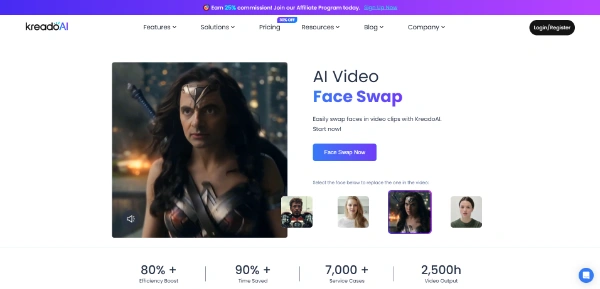 🎯 Earn 25% commission! Join our Affiliate Program today. Sign Up Now
KreadoAI
Features
Solutions
Pricing
50% OFF
Resources
Blog
Company
Login/Register
AI Video
Face Swap
Easily swap faces in video clips with KreadoAI.
Start now!
Face Swap Now
Select the face below to replace the one in the video:
80% +
Efficiency Boost
90% +
Time Saved
7,000 +
Service Cases
2,500h
Video Output